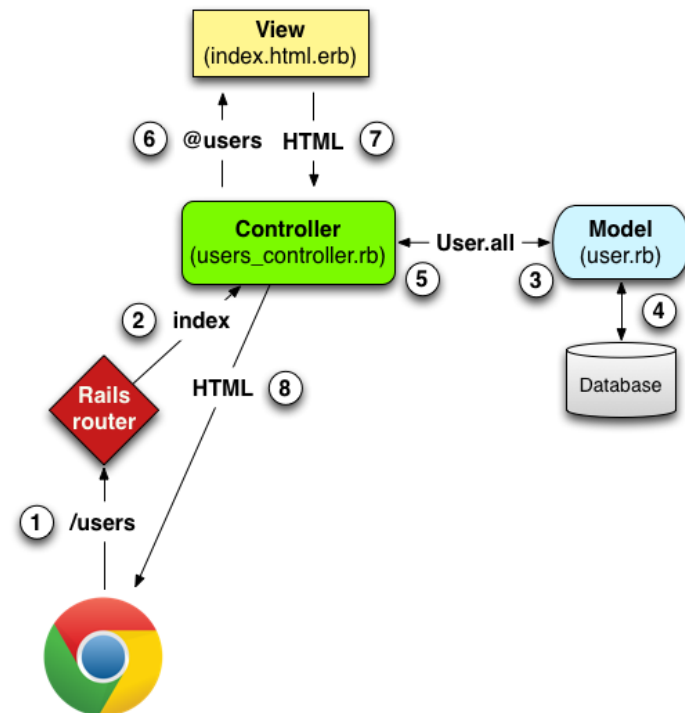 View
(index.html.erb)
6 @users HTML 7
Controller
(users_controller.rb)
User.all
Model
(user.rb)
5
3
2 index
4
Rails
router
HTML 8
Database
1 /users